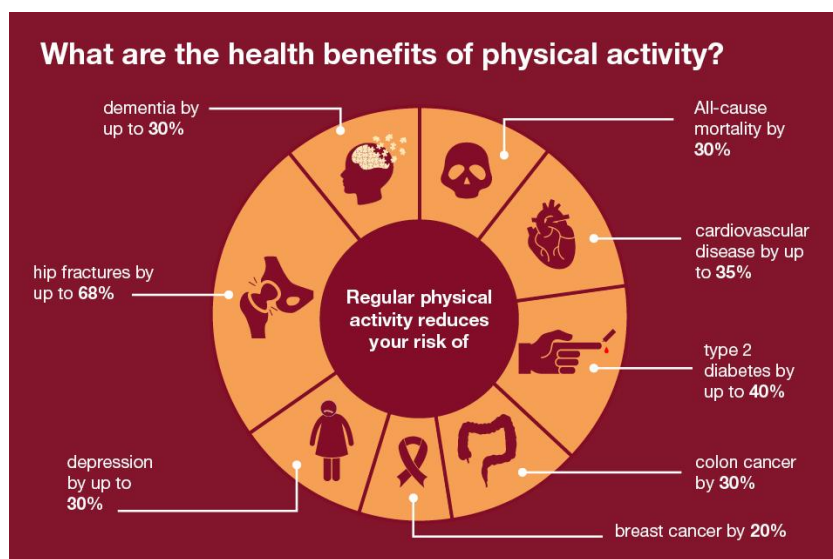 What are the health benefits of physical activity?
dementia by
up to 30%
All-cause
mortality by
30%
cardiovascular
disease by up
to 35%
hip fractures by
up to 68%
Regular physical
activity reduces
your risk of
type 2
diabetes by
up to 40%
depression
by up to
30%
colon cancer
by 30%
breast cancer by 20%